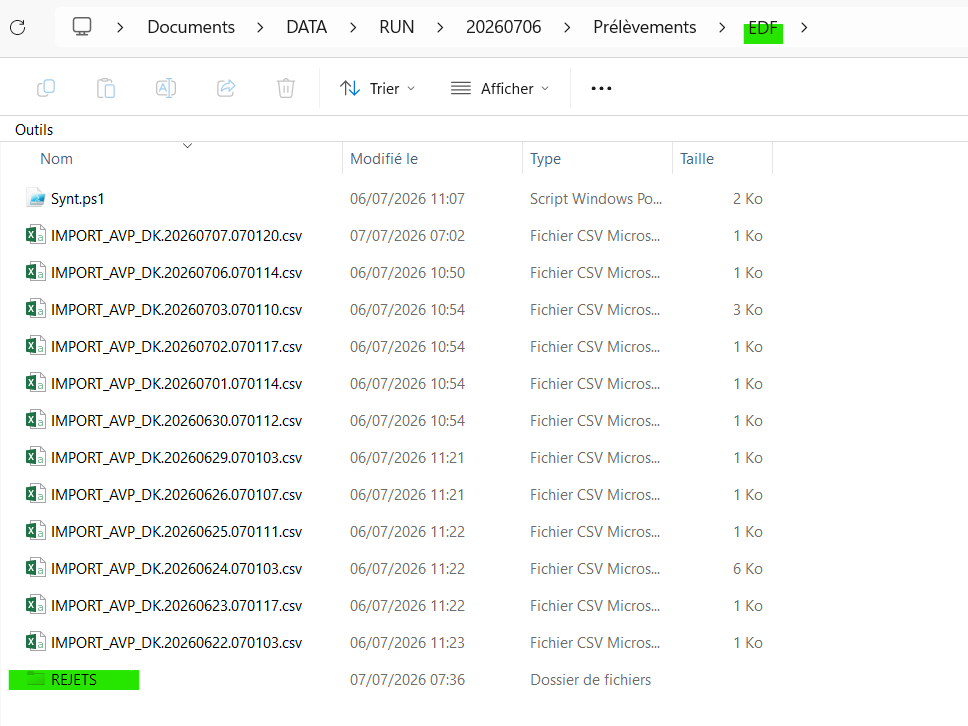 Documents > DATA > RUN > 20260706 > Prélèvements > EDF >
Trier Afficher ...
Outils
Nom Modifié le Type Taille
Synt.ps1 06/07/2026 11:07 Script Windows Po... 2 Ko
IMPORT_AVP_DK.20260707.070120.csv 07/07/2026 07:02 Fichier CSV Micros... 1 Ko
IMPORT_AVP_DK.20260706.070114.csv 06/07/2026 10:50 Fichier CSV Micros... 1 Ko
IMPORT_AVP_DK.20260703.070110.csv 06/07/2026 10:54 Fichier CSV Micros... 3 Ko
IMPORT_AVP_DK.20260702.070117.csv 06/07/2026 10:54 Fichier CSV Micros... 1 Ko
IMPORT_AVP_DK.20260701.070114.csv 06/07/2026 10:54 Fichier CSV Micros... 1 Ko
IMPORT_AVP_DK.20260630.070112.csv 06/07/2026 10:54 Fichier CSV Micros... 1 Ko
IMPORT_AVP_DK.20260629.070103.csv 06/07/2026 11:21 Fichier CSV Micros... 1 Ko
IMPORT_AVP_DK.20260626.070107.csv 06/07/2026 11:21 Fichier CSV Micros... 1 Ko
IMPORT_AVP_DK.20260625.070111.csv 06/07/2026 11:22 Fichier CSV Micros... 1 Ko
IMPORT_AVP_DK.20260624.070103.csv 06/07/2026 11:22 Fichier CSV Micros... 6 Ko
IMPORT_AVP_DK.20260623.070117.csv 06/07/2026 11:22 Fichier CSV Micros... 1 Ko
IMPORT_AVP_DK.20260622.070103.csv 06/07/2026 11:23 Fichier CSV Micros... 1 Ko
REJETS 07/07/2026 07:36 Dossier de fichiers